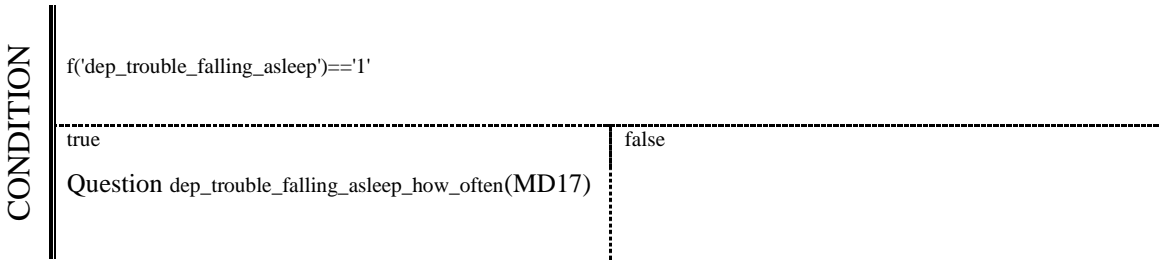 CONDITION
f('dep_trouble_falling_asleep')=='1'
true
false
Question dep_trouble_falling_asleep_how_often(MD17)